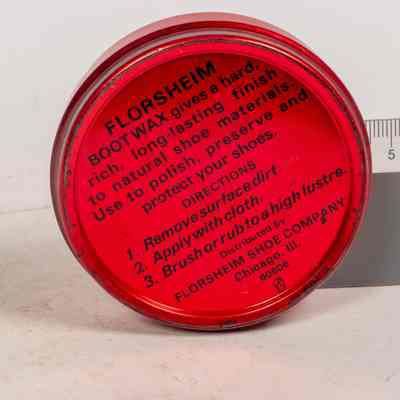 FLORSHEIM
BOOTWAX gives a hard,
rich, long-lasting finish
to natural shoe materials.
Use to polish, preserve and
protect your shoes.
DIRECTIONS
1. Remove surface dirt.
2. Apply with cloth.
3. Brush or rub to a high lustre.
Distributed by
FLORSHEIM SHOE COMPANY
Chicago, Ill.
60606
5